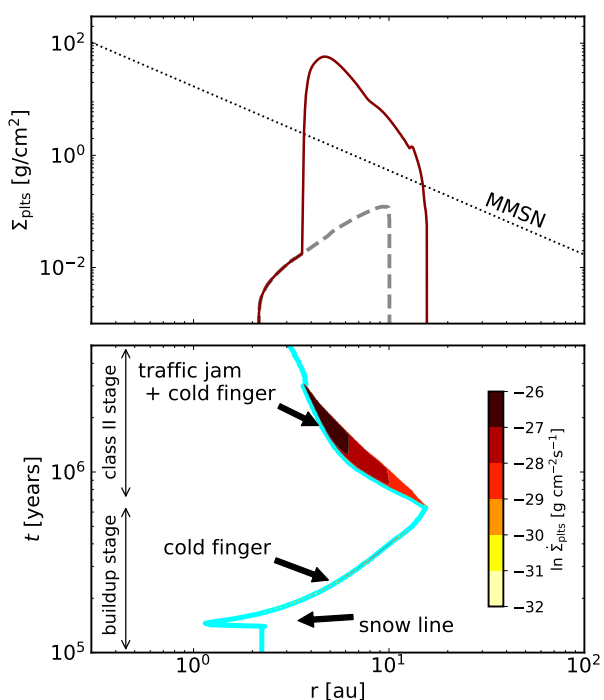 10²
10⁰
10⁻²
Σplts [g/cm²]
MMSN
traffic jam
+ cold finger
class II stage
10⁶
t [years]
buildup stage
cold finger
snow line
10⁵
−26
−27
−28
−29
−30
−31
−32
ln Σ̇plts [g cm⁻²s⁻¹]
10⁰
10¹
10²
r [au]